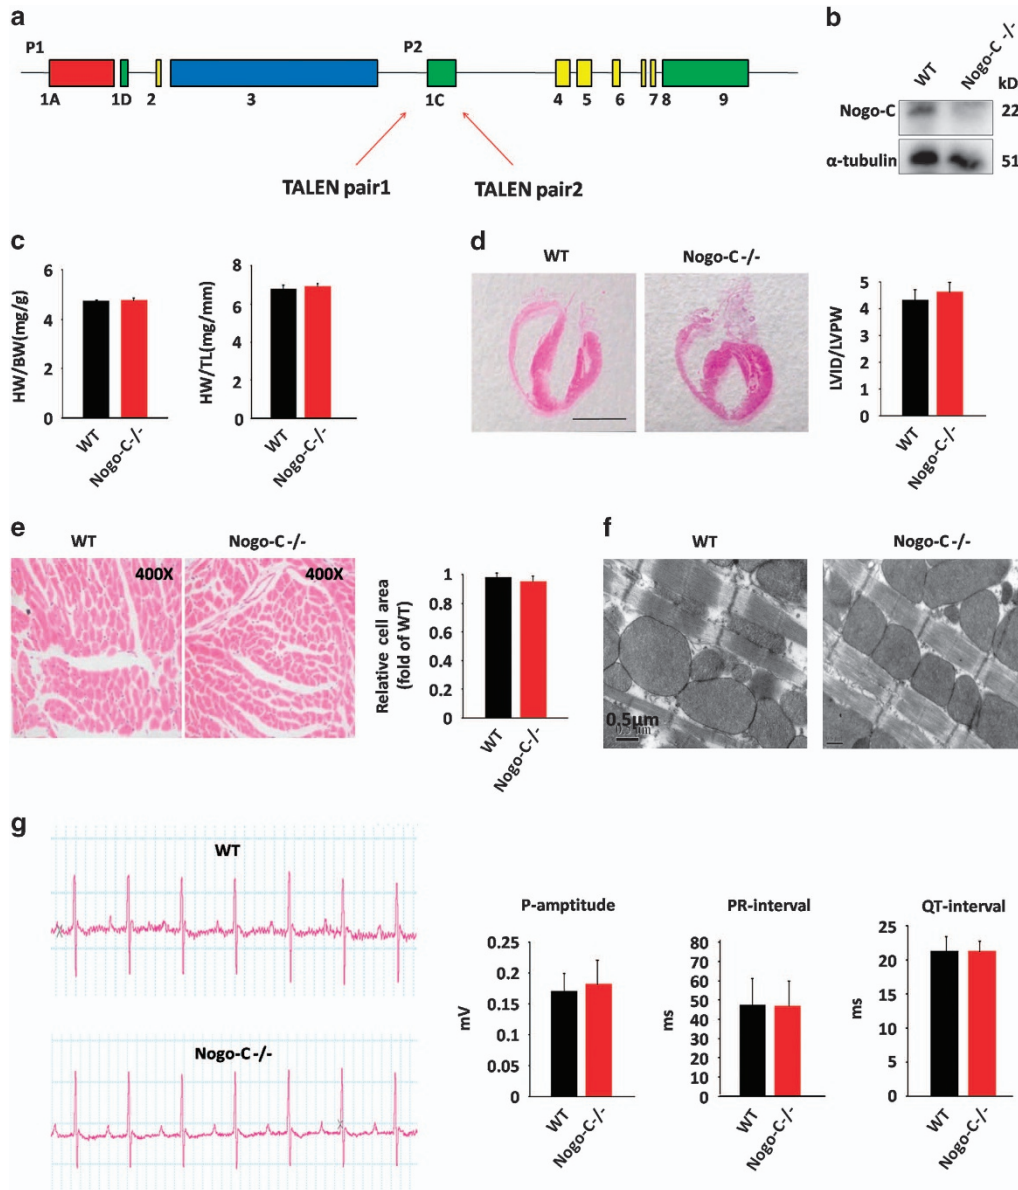 a
P1
P2
1A
1D
2
3
1C
4
5
6
7
8
9
TALEN pair1
TALEN pair2
b
WT
Nogo-C -/-
kD
Nogo-C
22
α-tubulin
51
c
HW/BW(mg/g)
6
4
2
0
WT
Nogo-C-/-
HW/TL(mg/mm)
8
6
4
2
0
WT
Nogo-C-/-
d
WT
Nogo-C-/-
LVID/LVPW
5
4
3
2
1
0
WT
Nogo-C-/-
e
WT
Nogo-C -/-
400X
400X
Relative cell area
(fold of WT)
1
0.8
0.6
0.4
0.2
0
WT
Nogo-C-/-
f
WT
Nogo-C-/-
0.5μm
0.5 μm
g
WT
Nogo-C -/-
P-amptitude
mV
0.25
0.2
0.15
0.1
0.05
0
WT
Nogo-C-/-
PR-interval
ms
80
70
60
50
40
30
20
10
0
WT
Nogo-C-/-
QT-interval
ms
25
20
15
10
5
0
WT
Nogo-C-/-